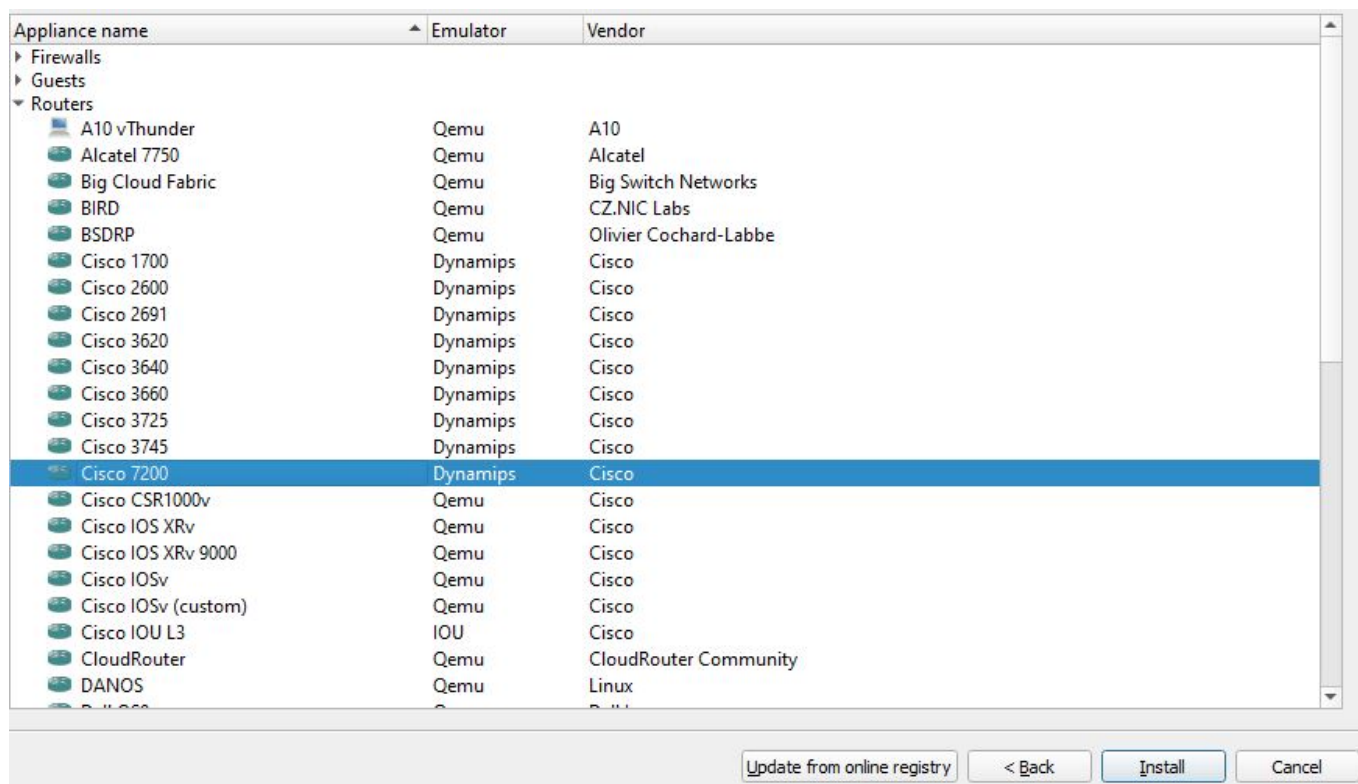 Appliance name Emulator Vendor
Firewalls
Guests
Routers
A10 vThunder Qemu A10
Alcatel 7750 Qemu Alcatel
Big Cloud Fabric Qemu Big Switch Networks
BIRD Qemu CZ.NIC Labs
BSDRP Qemu Olivier Cochard-Labbe
Cisco 1700 Dynamips Cisco
Cisco 2600 Dynamips Cisco
Cisco 2691 Dynamips Cisco
Cisco 3620 Dynamips Cisco
Cisco 3640 Dynamips Cisco
Cisco 3660 Dynamips Cisco
Cisco 3725 Dynamips Cisco
Cisco 3745 Dynamips Cisco
Cisco 7200 Dynamips Cisco
Cisco CSR1000v Qemu Cisco
Cisco IOS XRv Qemu Cisco
Cisco IOS XRv 9000 Qemu Cisco
Cisco IOSv Qemu Cisco
Cisco IOSv (custom) Qemu Cisco
Cisco IOU L3 IOU Cisco
CloudRouter Qemu CloudRouter Community
DANOS Qemu Linux
Update from online registry < Back Install Cancel